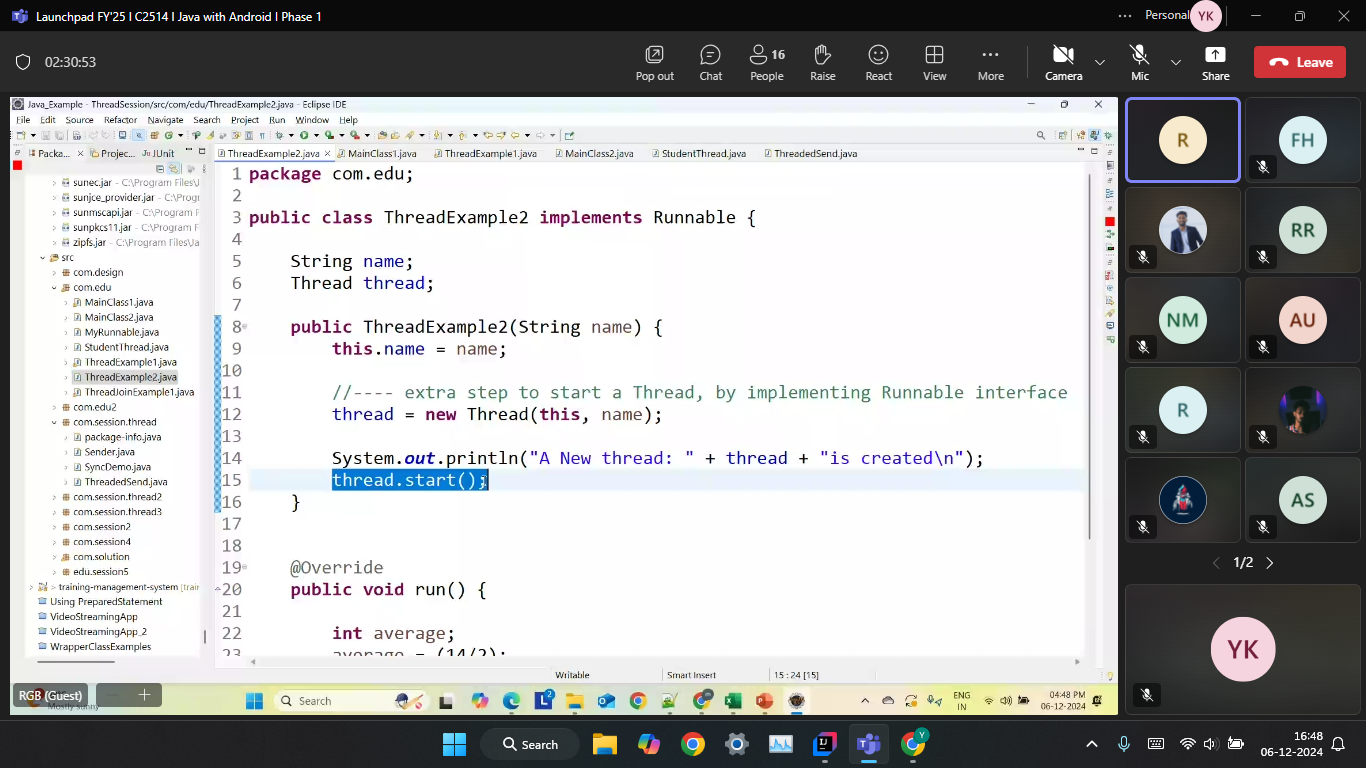 Launchpad FY'25 | C2514 | Java with Android | Phase 1
Personal YK
02:30:53
Pop out
Chat
16
People
Raise
React
View
More
Camera
Mic
Share
Leave
Java_Example - ThreadSession/src/com/edu/ThreadExample2.java - Eclipse IDE
File Edit Source Refactor Navigate Search Project Run Window Help
Packa... Projec... JUnit
ThreadExample2.java MainClass1.java ThreadExample1.java MainClass2.java StudentThread.java ThreadedSend.java
sunec.jar - C:\Program Files\J
sunjce_provider.jar - C:\Prog
sunmscapi.jar - C:\Program
sunpkcs11.jar - C:\Program
zipfs.jar - C:\Program Files\Ja
src
com.design
com.edu
MainClass1.java
MainClass2.java
MyRunnable.java
StudentThread.java
ThreadExample1.java
ThreadExample2.java
ThreadJoinExample1.java
com.edu2
com.session.thread
package-info.java
Sender.java
SyncDemo.java
ThreadedSend.java
com.session.thread2
com.session.thread3
com.session2
com.session4
com.solution
edu.session5
> training-management-system [train
Using PreparedStatement
VideoStreamingApp
VideoStreamingApp_2
WrapperClassExamples
1 package com.edu;
2
3 public class ThreadExample2 implements Runnable {
4
5 String name;
6 Thread thread;
7
8 public ThreadExample2(String name) {
9 this.name = name;
10
11 //---- extra step to start a Thread, by implementing Runnable interface
12 thread = new Thread(this, name);
13
14 System.out.println("A New thread: " + thread + "is created\n");
15 thread.start();
16 }
17
18
19 @Override
20 public void run() {
21
22 int average;
23 average = (14/2);
Writable
Smart Insert
15 : 24 [15]
R
FH
RR
NM
AU
R
AS
1/2
YK
RGB (Guest)
Mostly sunny
Search
ENG
IN
04:48 PM
06-12-2024
Search
16:48
06-12-2024